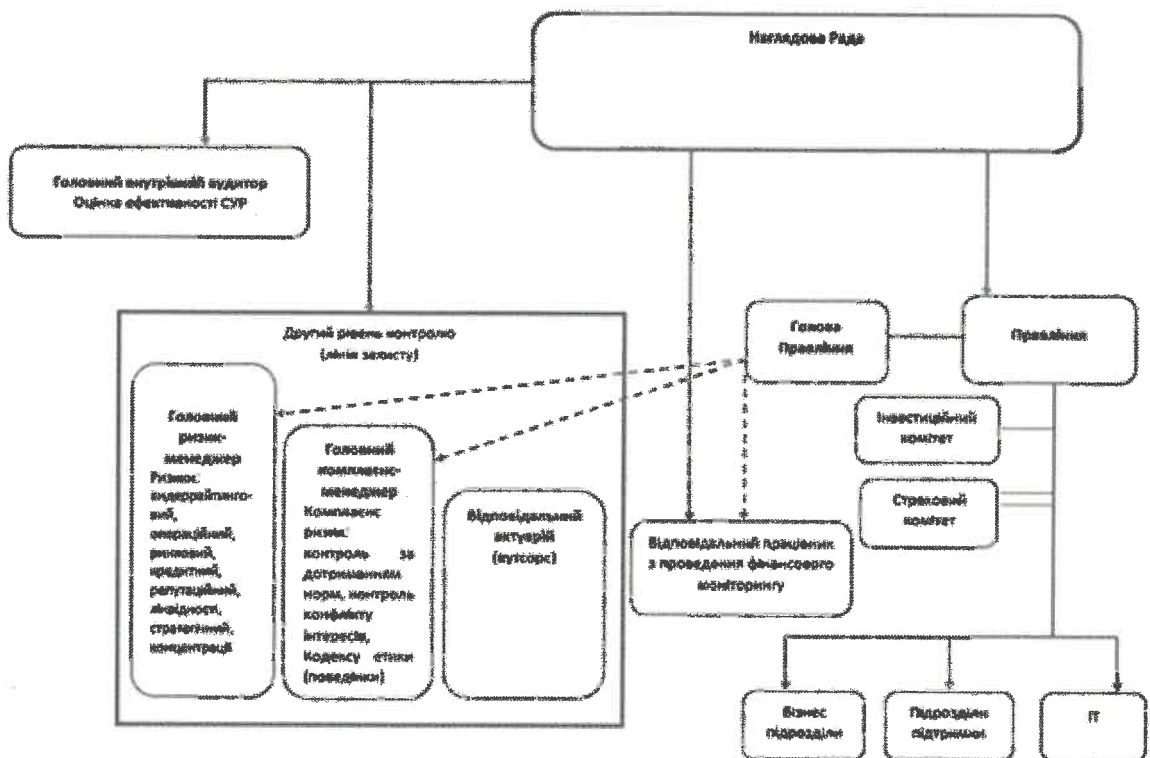 Наглядова Рада
Головний внутрішній аудитор
Оцінка ефективності СУР
Другий рівень контролю
(лінія захисту)
Голова
Правління
Правління
Головний
ризик-
менеджер
Ризики:
андеррайтинго-
вий,
операційний,
ринковий,
кредитний,
репутаційний,
ліквідності,
стратегічний,
концентрації
Головний
комплаєнс-
менеджер
Комплаєнс
ризик:
контроль за
дотриманням
норм, контроль
конфлікту
інтересів,
Кодексу етики
(поведінки)
Відповідальний
актуарій
(аутсорс)
Інвестиційний
комітет
Страховий
комітет
Відповідальний працівник
з проведення фінансового
моніторингу
Бізнес
підрозділи
Підрозділи
підтримки
ІТ